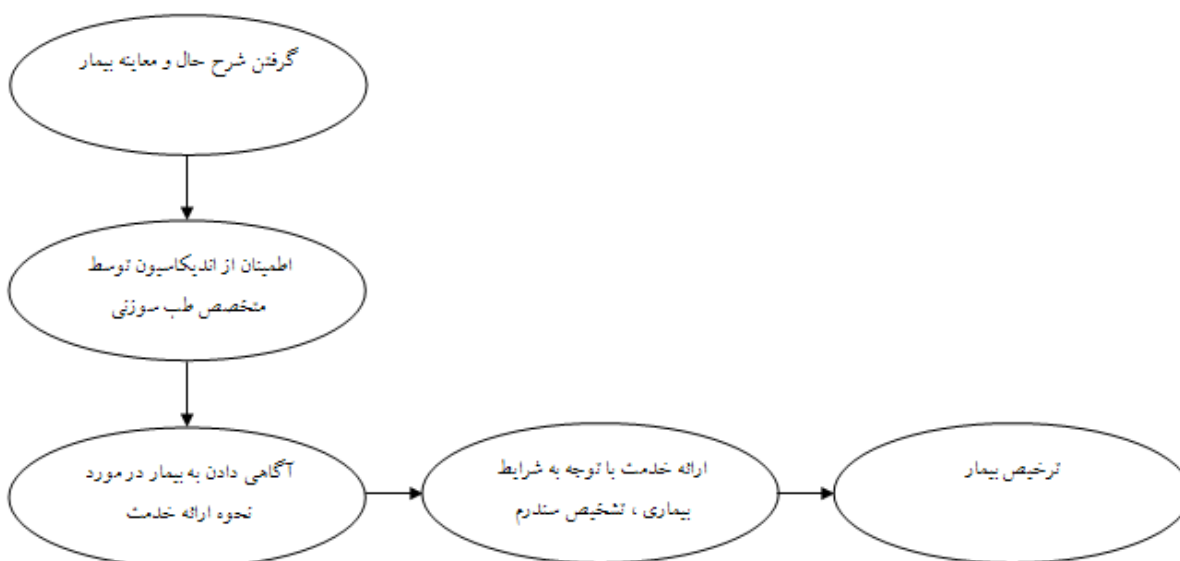 گرفتن شرح حال و معاینه بیمار
اطمینان از اندیکاسیون توسط
متخصص طب سوزنی
آگاهی دادن به بیمار در مورد
نحوه ارائه خدمت
ارائه خدمت با توجه به شرایط
بیماری ، تشخیص سندرم
ترخیص بیمار